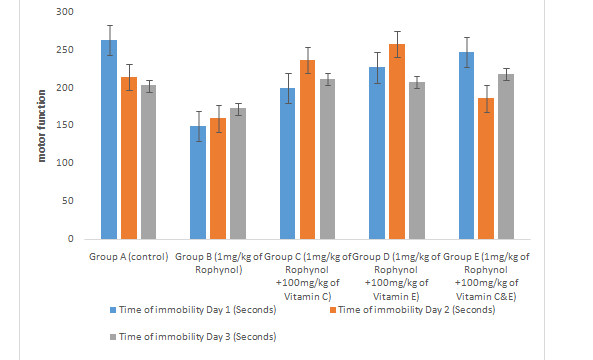 300
250
200
150
100
50
0
motor function
Group A (control)
Group B (1mg/kg of
Rophynol)
Group C (1mg/kg of
Rophynol
+100mg/kg of
Vitamin C)
Group D (1mg/kg of
Rophynol
+100mg/kg of
Vitamin E)
Group E (1mg/kg of
Rophynol
+100mg/kg of
Vitamin C&E)
Time of immobility Day 1 (Seconds)
Time of immobility Day 2 (Seconds)
Time of immobility Day 3 (Seconds)